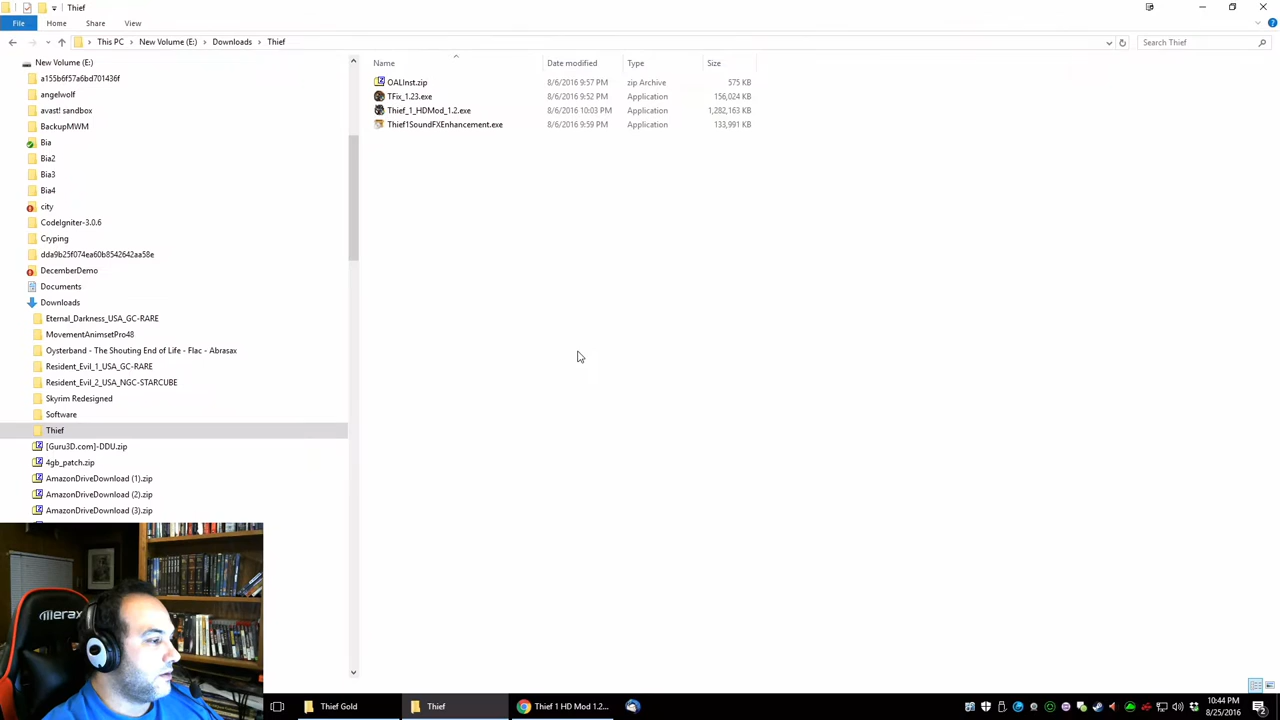 Thief
File Home Share View
This PC > New Volume (E:) > Downloads > Thief
Search Thief
New Volume (E:)
a155b6f57a6bd701436f
angelwolf
avast! sandbox
BackupMWM
Bia
Bia2
Bia3
Bia4
city
CodeIgniter-3.0.6
Cryping
dda9b25f074ea60b8542642aa58e
DecemberDemo
Documents
Downloads
Eternal_Darkness_USA_GC-RARE
MovementAnimsetPro48
Oysterband - The Shouting End of Life - Flac - Abrasax
Resident_Evil_1_USA_GC-RARE
Resident_Evil_2_USA_NGC-STARCUBE
Skyrim Redesigned
Software
Thief
[Guru3D.com]-DDU.zip
4gb_patch.zip
AmazonDriveDownload (1).zip
AmazonDriveDownload (2).zip
AmazonDriveDownload (3).zip
Name Date modified Type Size
OALInst.zip 8/6/2016 9:57 PM zip Archive 575 KB
TFix_1.23.exe 8/6/2016 9:52 PM Application 156,024 KB
Thief_1_HDMod_1.2.exe 8/6/2016 10:03 PM Application 1,282,163 KB
Thief1SoundFXEnhancement.exe 8/6/2016 9:59 PM Application 133,991 KB
merax
Thief Gold
Thief
Thief 1 HD Mod 1.2...
10:44 PM
8/25/2016
2